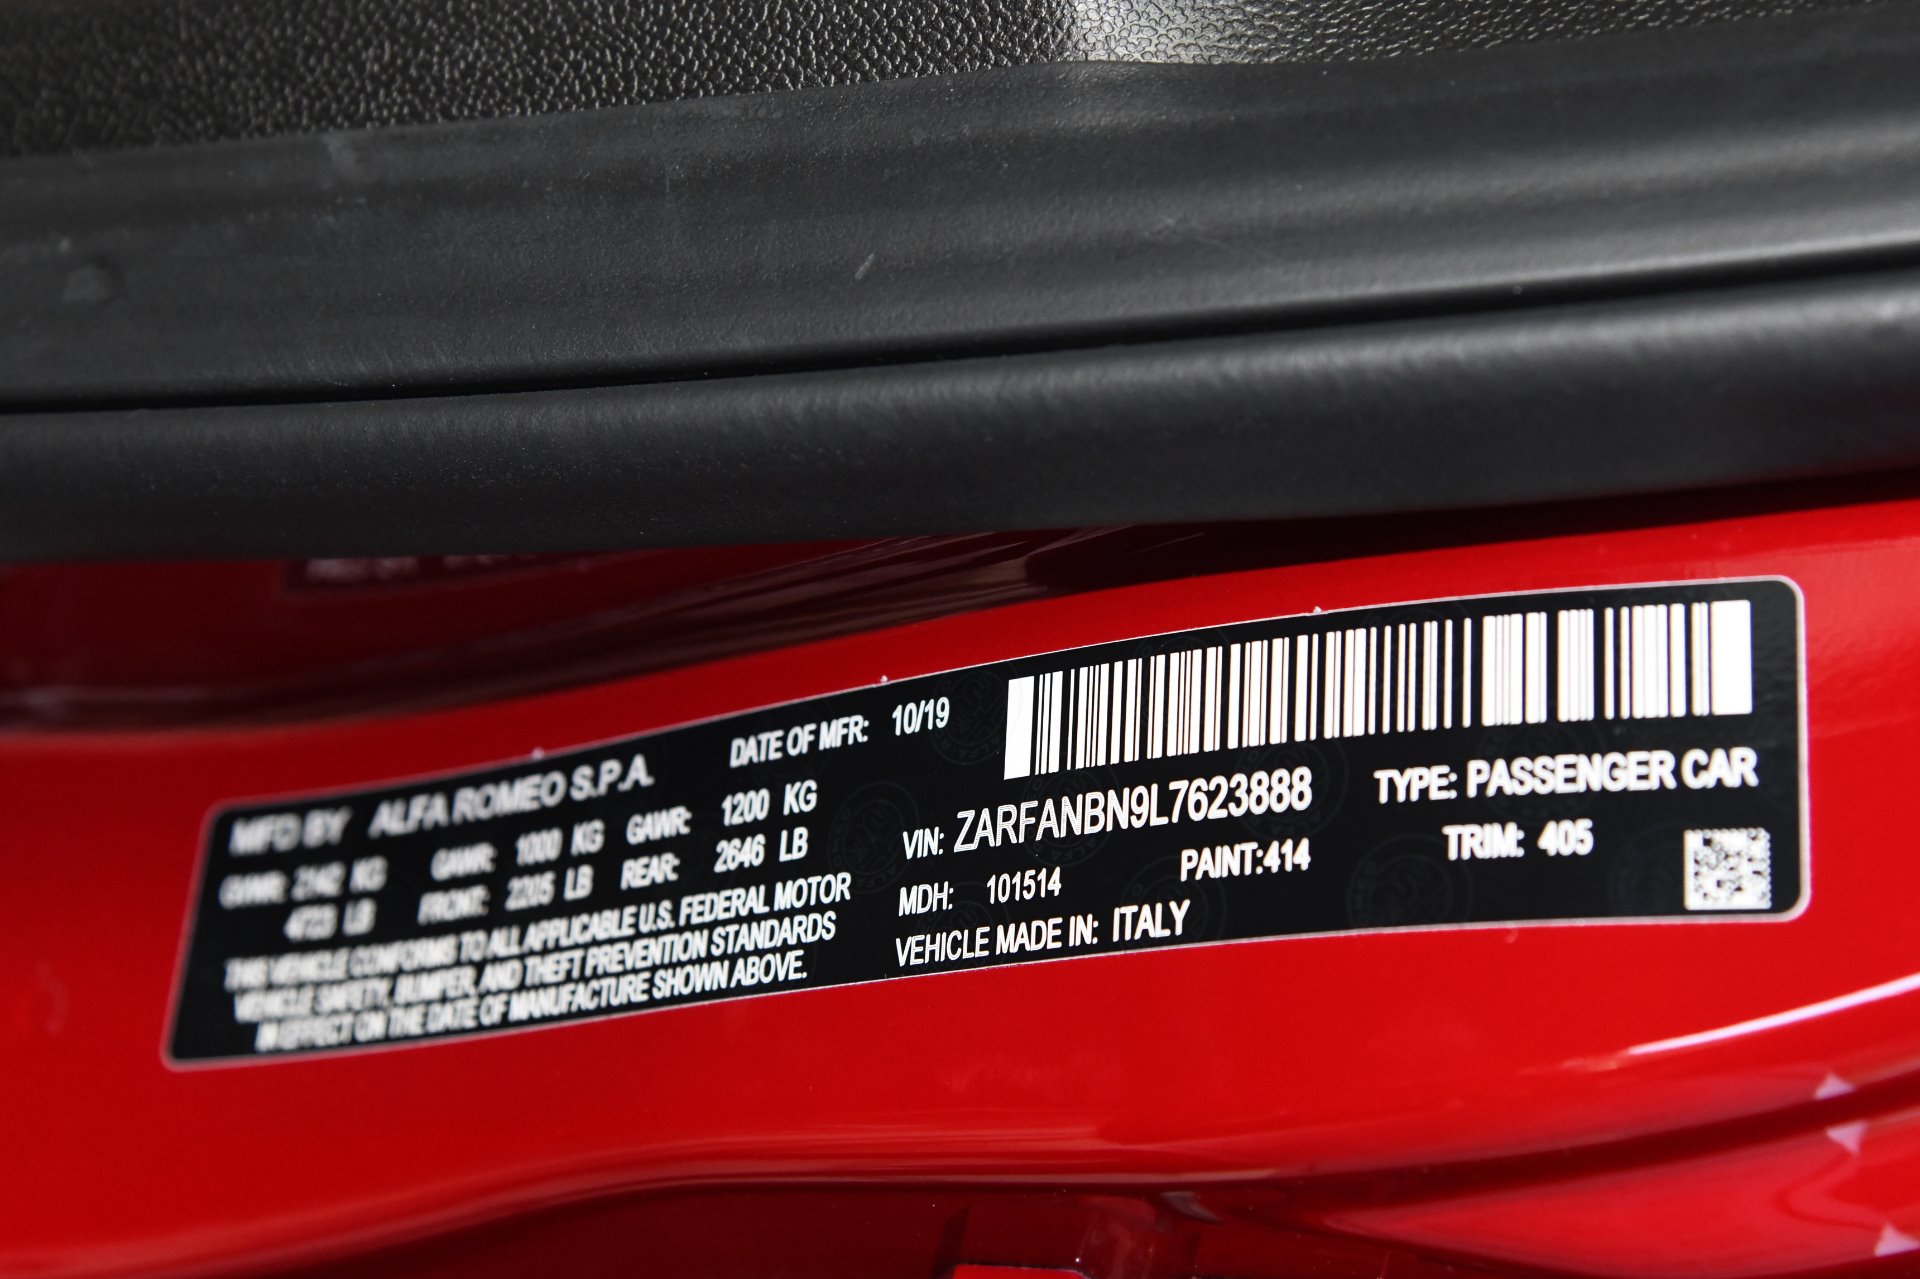 MFD BY ALFA ROMEO S.P.A. DATE OF MFR: 10/19
GVWR: 2142 KG GAWR: 1000 KG GAWR: 1200 KG
4723 LB FRONT: 2205 LB REAR: 2646 LB
THIS VEHICLE CONFORMS TO ALL APPLICABLE U.S. FEDERAL MOTOR
VEHICLE SAFETY, BUMPER, AND THEFT PREVENTION STANDARDS
IN EFFECT ON THE DATE OF MANUFACTURE SHOWN ABOVE.
VIN: ZARFANBN9L7623888 TYPE: PASSENGER CAR
MDH: 101514 PAINT:414 TRIM: 405
VEHICLE MADE IN: ITALY